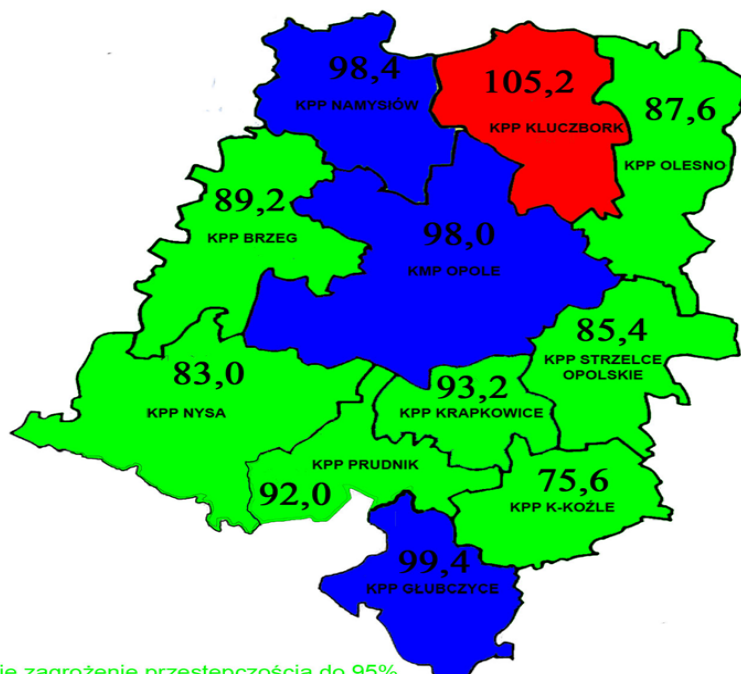 98,4
KPP NAMYSIÓW
105,2
KPP KLUCZBORK
87,6
KPP OLESNO
89,2
KPP BRZEG
98,0
KMP OPOLE
85,4
KPP STRZELCE
OPOLSKIE
83,0
KPP NYSA
93,2
KPP KRAPKOWICE
KPP PRUDNIK
92,0
75,6
KPP K-KOŹLE
99,4
KPP GŁUBCZYCE
zagrożenie przestępczością do 95%